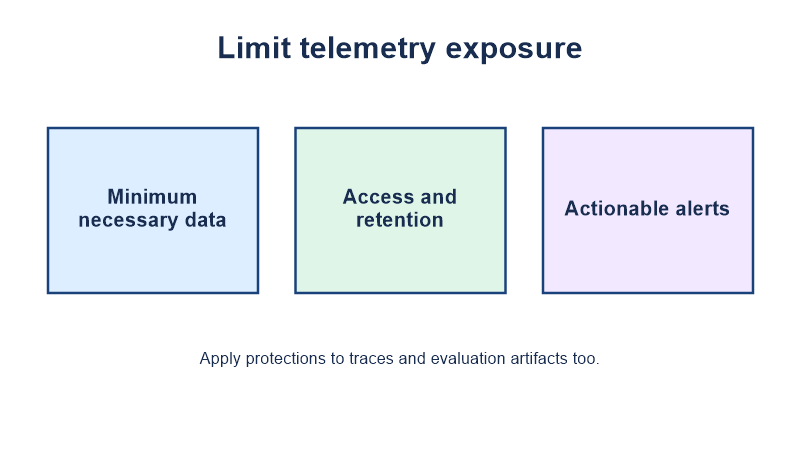 Limit telemetry exposure
Minimum
necessary data
Access and
retention
Actionable alerts
Apply protections to traces and evaluation artifacts too.